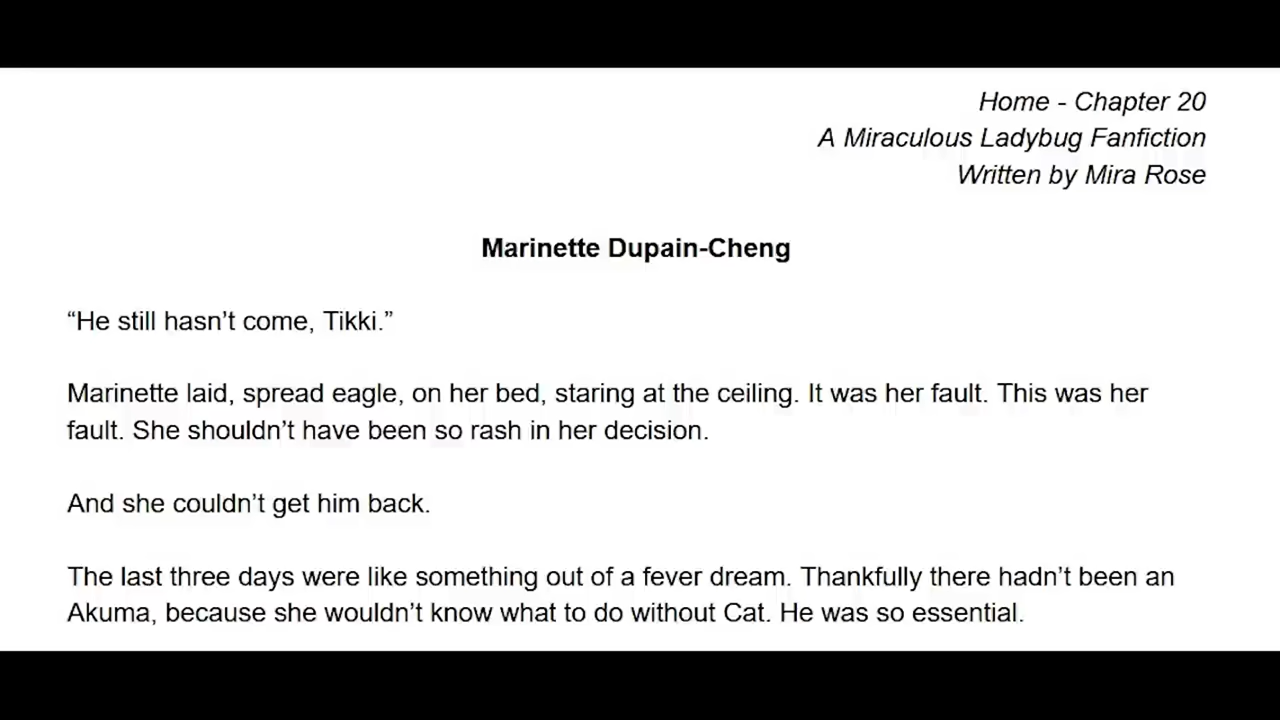 Home - Chapter 20
A Miraculous Ladybug Fanfiction
Written by Mira Rose
Marinette Dupain-Cheng
“He still hasn’t come, Tikki.”
Marinette laid, spread eagle, on her bed, staring at the ceiling. It was her fault. This was her
fault. She shouldn’t have been so rash in her decision.
And she couldn’t get him back.
The last three days were like something out of a fever dream. Thankfully there hadn’t been an
Akuma, because she wouldn’t know what to do without Cat. He was so essential.